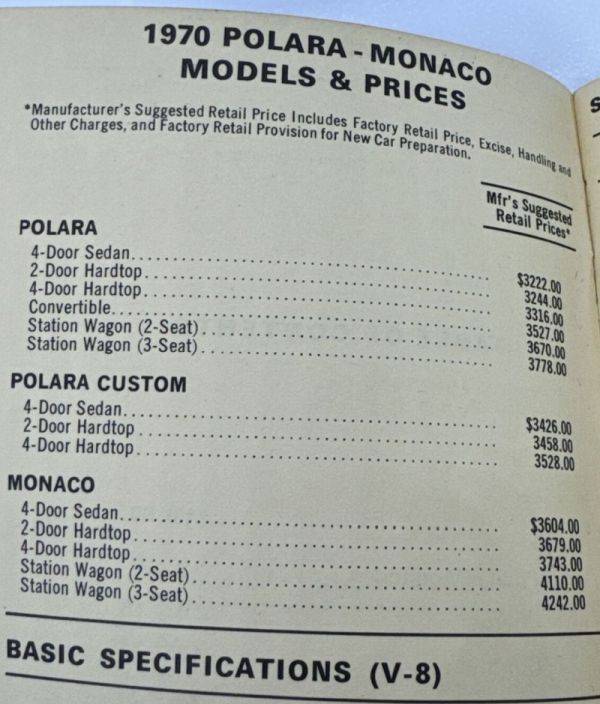 1970 POLARA - MONACO
MODELS & PRICES
*Manufacturer's Suggested Retail Price Includes Factory Retail Price, Excise, Handling and
Other Charges, and Factory Retail Provision for New Car Preparation.
Mfr's Suggested
Retail Prices*
POLARA
4-Door Sedan $3222.00
2-Door Hardtop 3244.00
4-Door Hardtop 3316.00
Convertible 3527.00
Station Wagon (2-Seat) 3670.00
Station Wagon (3-Seat) 3778.00
POLARA CUSTOM
4-Door Sedan $3426.00
2-Door Hardtop 3458.00
4-Door Hardtop 3528.00
MONACO
4-Door Sedan $3604.00
2-Door Hardtop 3679.00
4-Door Hardtop 3743.00
Station Wagon (2-Seat) 4110.00
Station Wagon (3-Seat) 4242.00
BASIC SPECIFICATIONS (V-8)